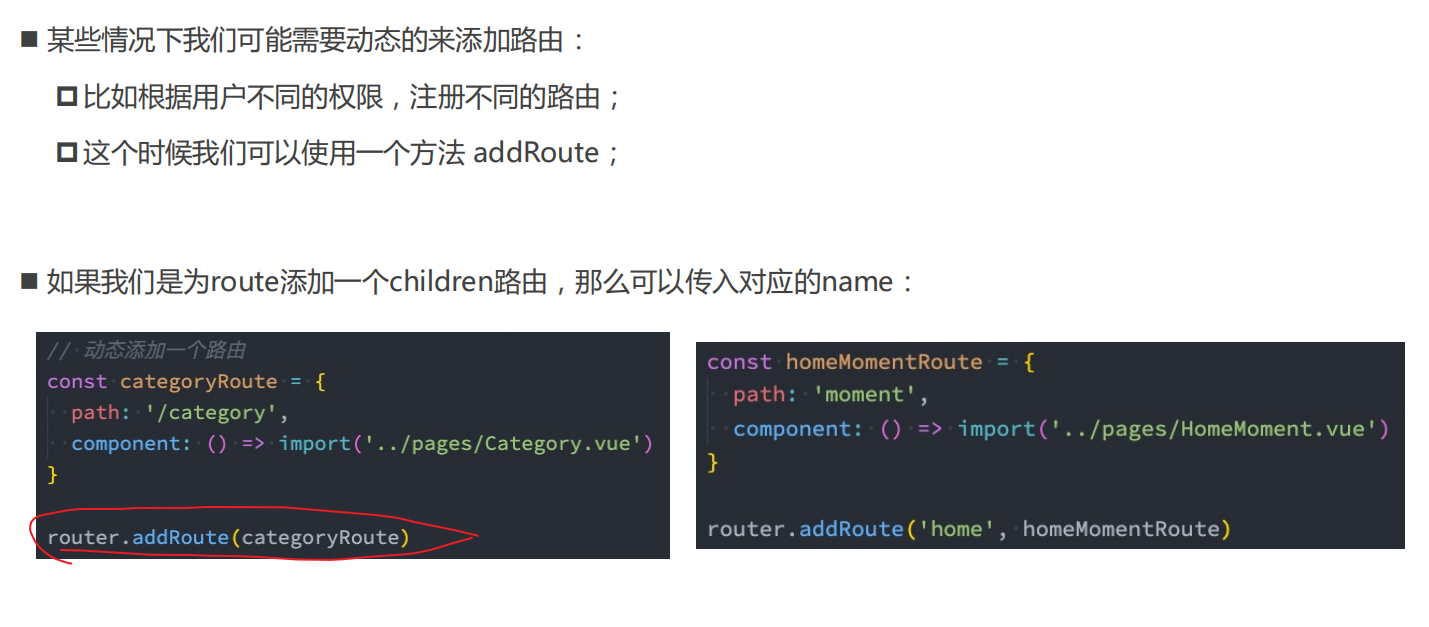 某些情况下我们可能需要动态的来添加路由：
比如根据用户不同的权限，注册不同的路由；
这个时候我们可以使用一个方法 addRoute；
如果我们是为route添加一个children路由，那么可以传入对应的name：
// 动态添加一个路由
const categoryRoute = {
  path: '/category',
  component: () => import('../pages/Category.vue')
}
router.addRoute(categoryRoute)
const homeMomentRoute = {
  path: 'moment',
  component: () => import('../pages/HomeMoment.vue')
}
router.addRoute('home', homeMomentRoute)